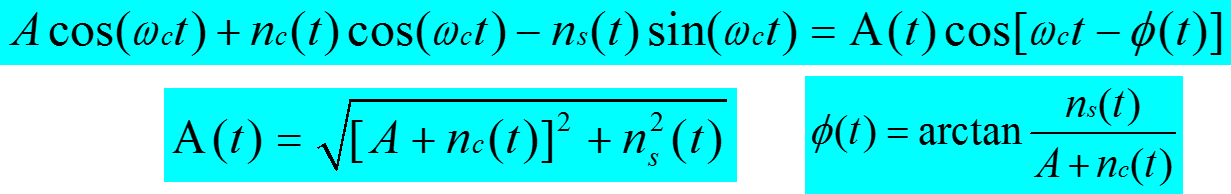 A cos(ω_c t) + n_c(t) cos(ω_c t) − n_s(t) sin(ω_c t) = A(t) cos[ω_c t − ϕ(t)]
A(t) = √([A + n_c(t)]² + n_s²(t))
ϕ(t) = arctan n_s(t) / (A + n_c(t))